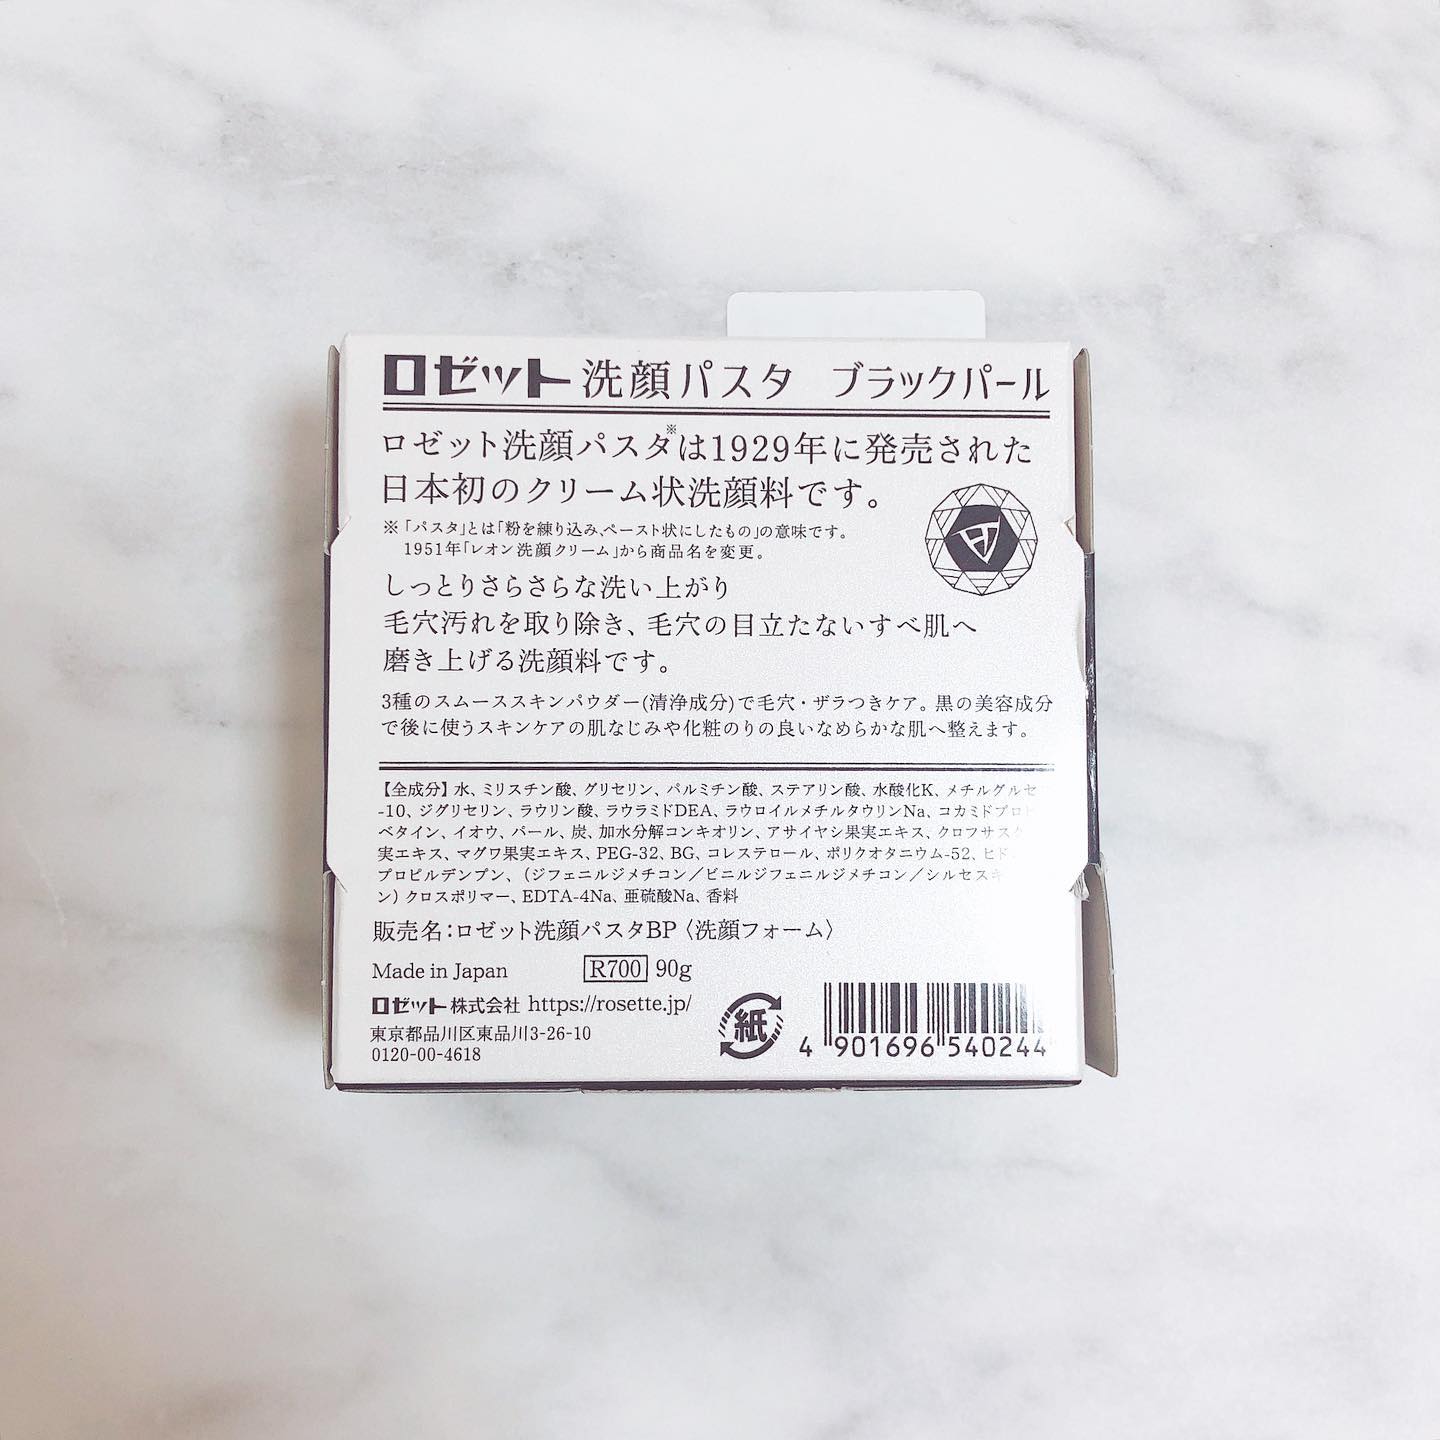 ロゼット 洗顔パスタ ブラックパール
ロゼット洗顔パスタ※は1929年に発売された
日本初のクリーム状洗顔料です。
※「パスタ」とは「粉を練り込み、ペースト状にしたもの」の意味です。
1951年「レオン洗顔クリーム」から商品名を変更。
しっとりさらさらな洗い上がり
毛穴汚れを取り除き、毛穴の目立たないすべ肌へ
磨き上げる洗顔料です。
3種のスムーススキンパウダー(清浄成分)で毛穴・ザラつきケア。黒の美容成分
で後に使うスキンケアの肌なじみや化粧のりの良いなめらかな肌へ整えます。
【全成分】水、ミリスチン酸、グリセリン、パルミチン酸、ステアリン酸、水酸化K、メチルグルセ
-10、ジグリセリン、ラウリン酸、ラウラミドDEA、ラウロイルメチルタウリンNa、コカミドプロピ
ベタイン、イオウ、パール、炭、加水分解コンキオリン、アサイヤシ果実エキス、クロフサスグ
実エキス、マグワ果実エキス、PEG-32、BG、コレステロール、ポリクオタニウム-52、ヒド
プロピルデンプン、(ジフェニルジメチコン/ビニルジフェニルジメチコン/シルセスキ
ン)クロスポリマー、EDTA-4Na、亜硫酸Na、香料
販売名:ロゼット洗顔パスタBP〈洗顔フォーム〉
Made in Japan R700 90g
ロゼット株式会社 https://rosette.jp/
東京都品川区東品川3-26-10
0120-00-4618
紙
4 901696 540244